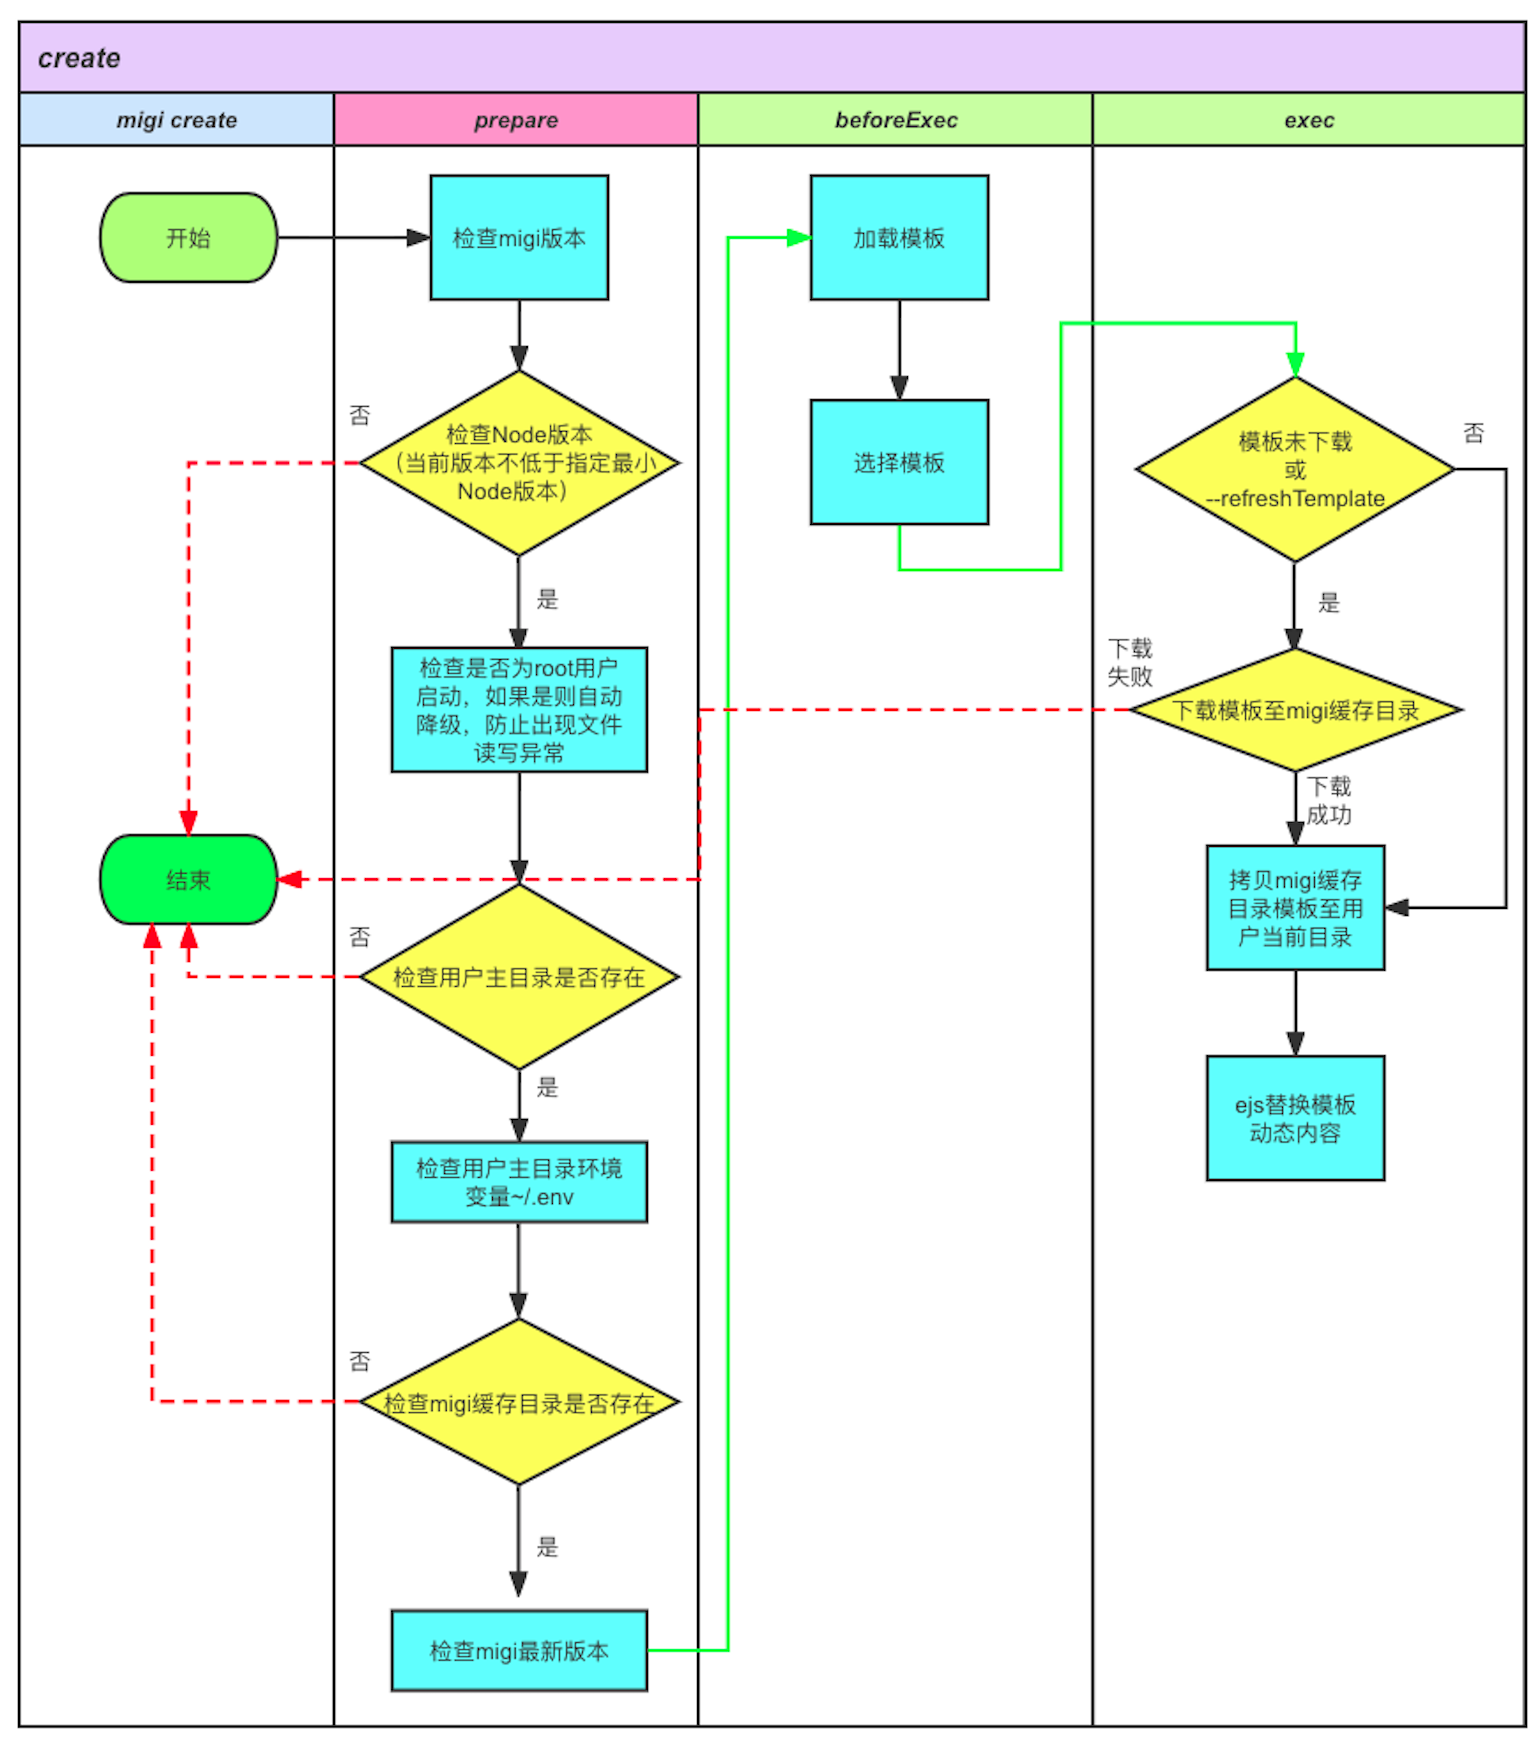 create
migi create
prepare
beforeExec
exec
开始
检查migi版本
加载模板
否
检查Node版本
（当前版本不低于指定最小
Node版本）
选择模板
模板未下载
或
--refreshTemplate
否
是
是
检查是否为root用户
启动，如果是则自动
降级，防止出现文件
读写异常
下载
失败
下载模板至migi缓存目录
下载
成功
结束
拷贝migi缓存
目录模板至用
户当前目录
否
检查用户主目录是否存在
是
ejs替换模板
动态内容
检查用户主目录环境
变量~/.env
否
检查migi缓存目录是否存在
是
检查migi最新版本